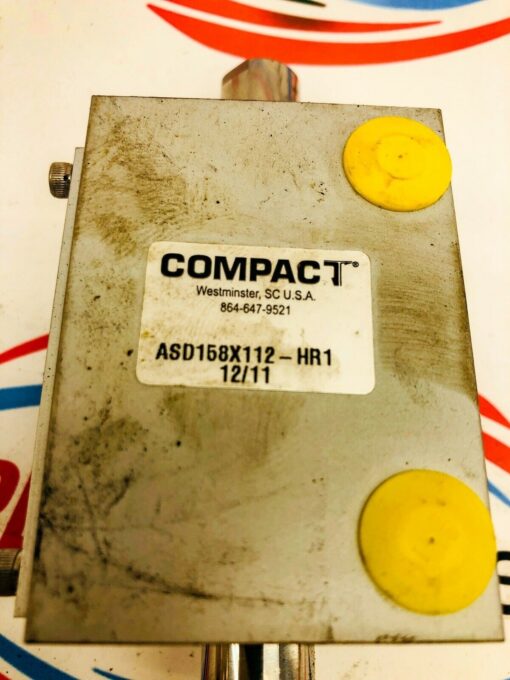 COMPACT®
Westminster, SC U.S.A.
864-647-9521
ASD158X112-HR1
12/11